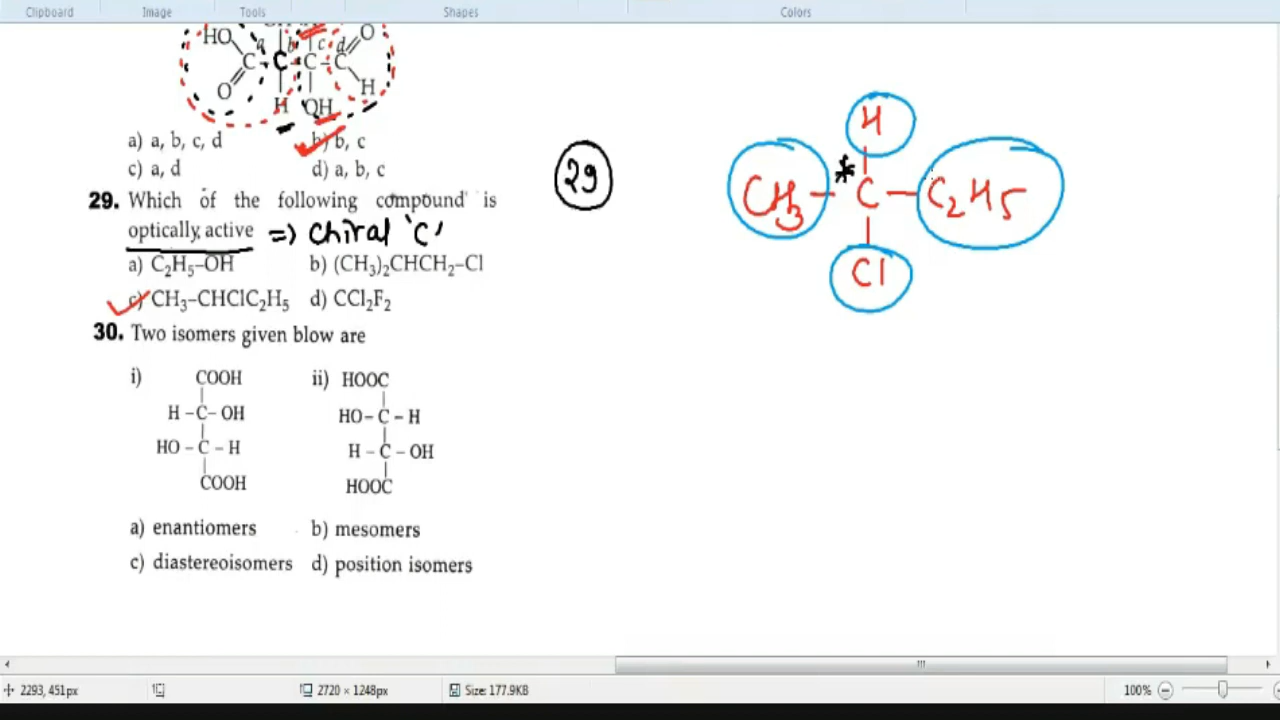 Clipboard Image Tools Shapes Colors
HO a b c d O
C - C - C - C
O H
H OH
a) a, b, c, d b) b, c
c) a, d d) a, b, c
29. Which of the following compound is
optically active => Chiral 'C'
a) C₂H₅–OH b) (CH₃)₂CHCH₂–Cl
c) CH₃–CHClC₂H₅ d) CCl₂F₂
30. Two isomers given blow are
i) COOH ii) HOOC
H – C – OH HO – C – H
HO – C – H H – C – OH
COOH HOOC
a) enantiomers b) mesomers
c) diastereoisomers d) position isomers
29
H
CH₃ – C* – C₂H₅
Cl
2293, 451px 2720 × 1248px Size: 177.9KB 100%